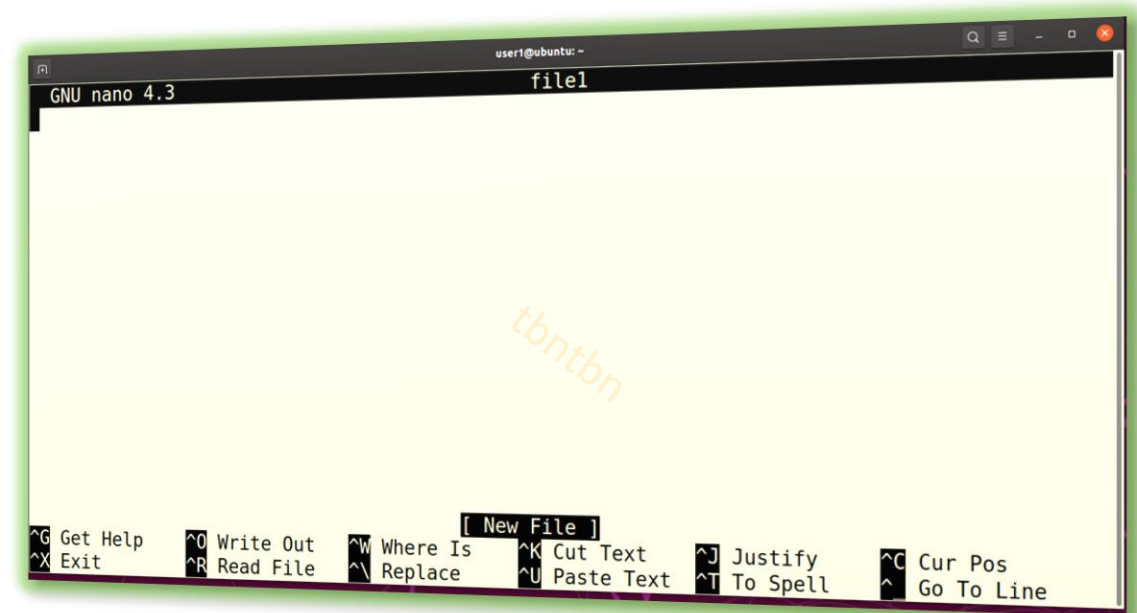 user1@ubuntu: ~
GNU nano 4.3 file1
tbntbn
[ New File ]
^G Get Help ^O Write Out ^W Where Is ^K Cut Text ^J Justify ^C Cur Pos
^X Exit ^R Read File ^\ Replace ^U Paste Text ^T To Spell ^_ Go To Line